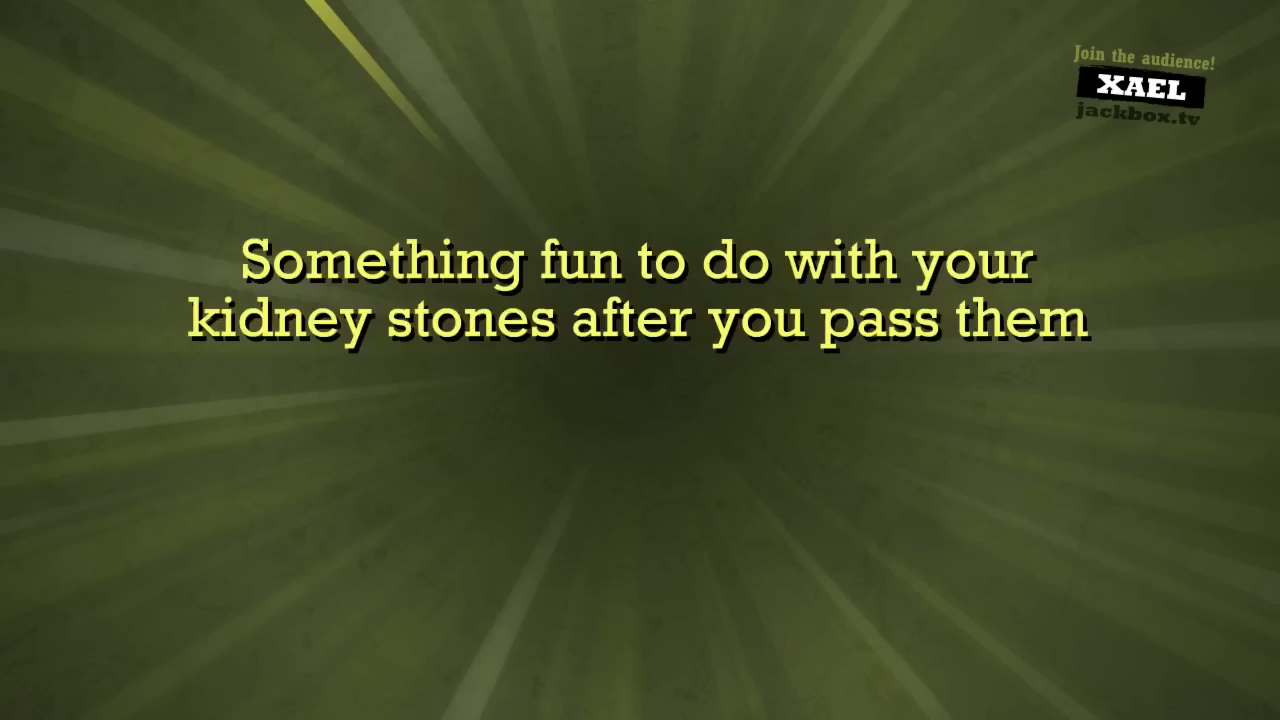 Join the audience!
XAEL
jackbox.tv
Something fun to do with your
kidney stones after you pass them